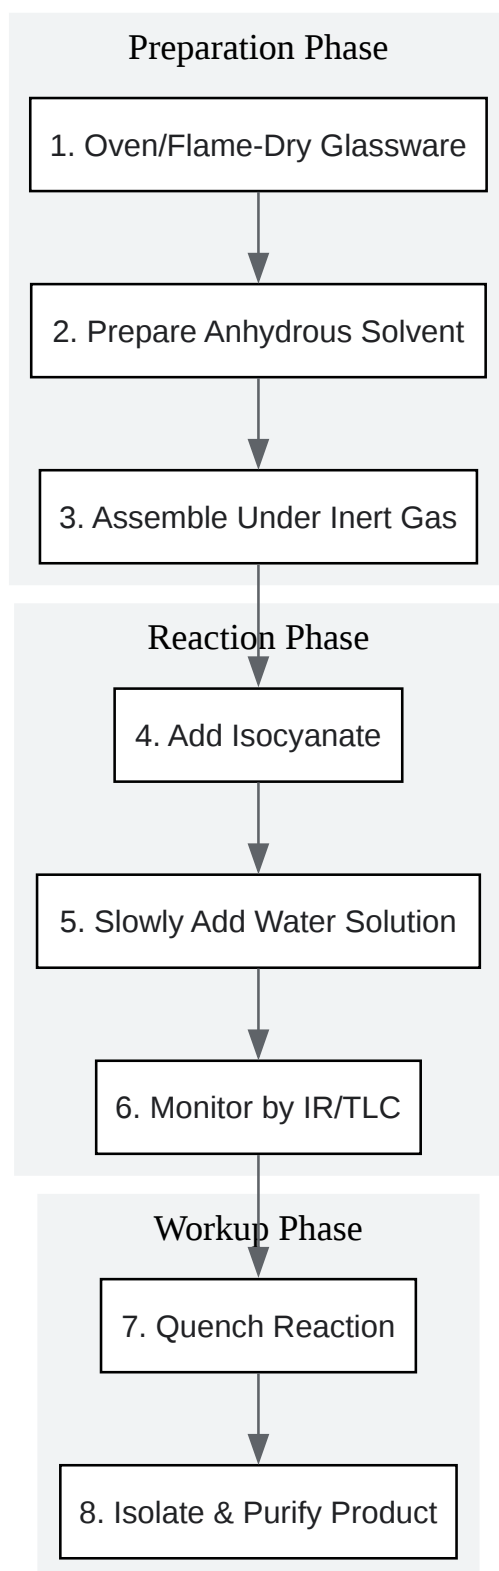 Preparation Phase
1. Oven/Flame-Dry Glassware
2. Prepare Anhydrous Solvent
3. Assemble Under Inert Gas
Reaction Phase
4. Add Isocyanate
5. Slowly Add Water Solution
6. Monitor by IR/TLC
Workup Phase
7. Quench Reaction
8. Isolate & Purify Product